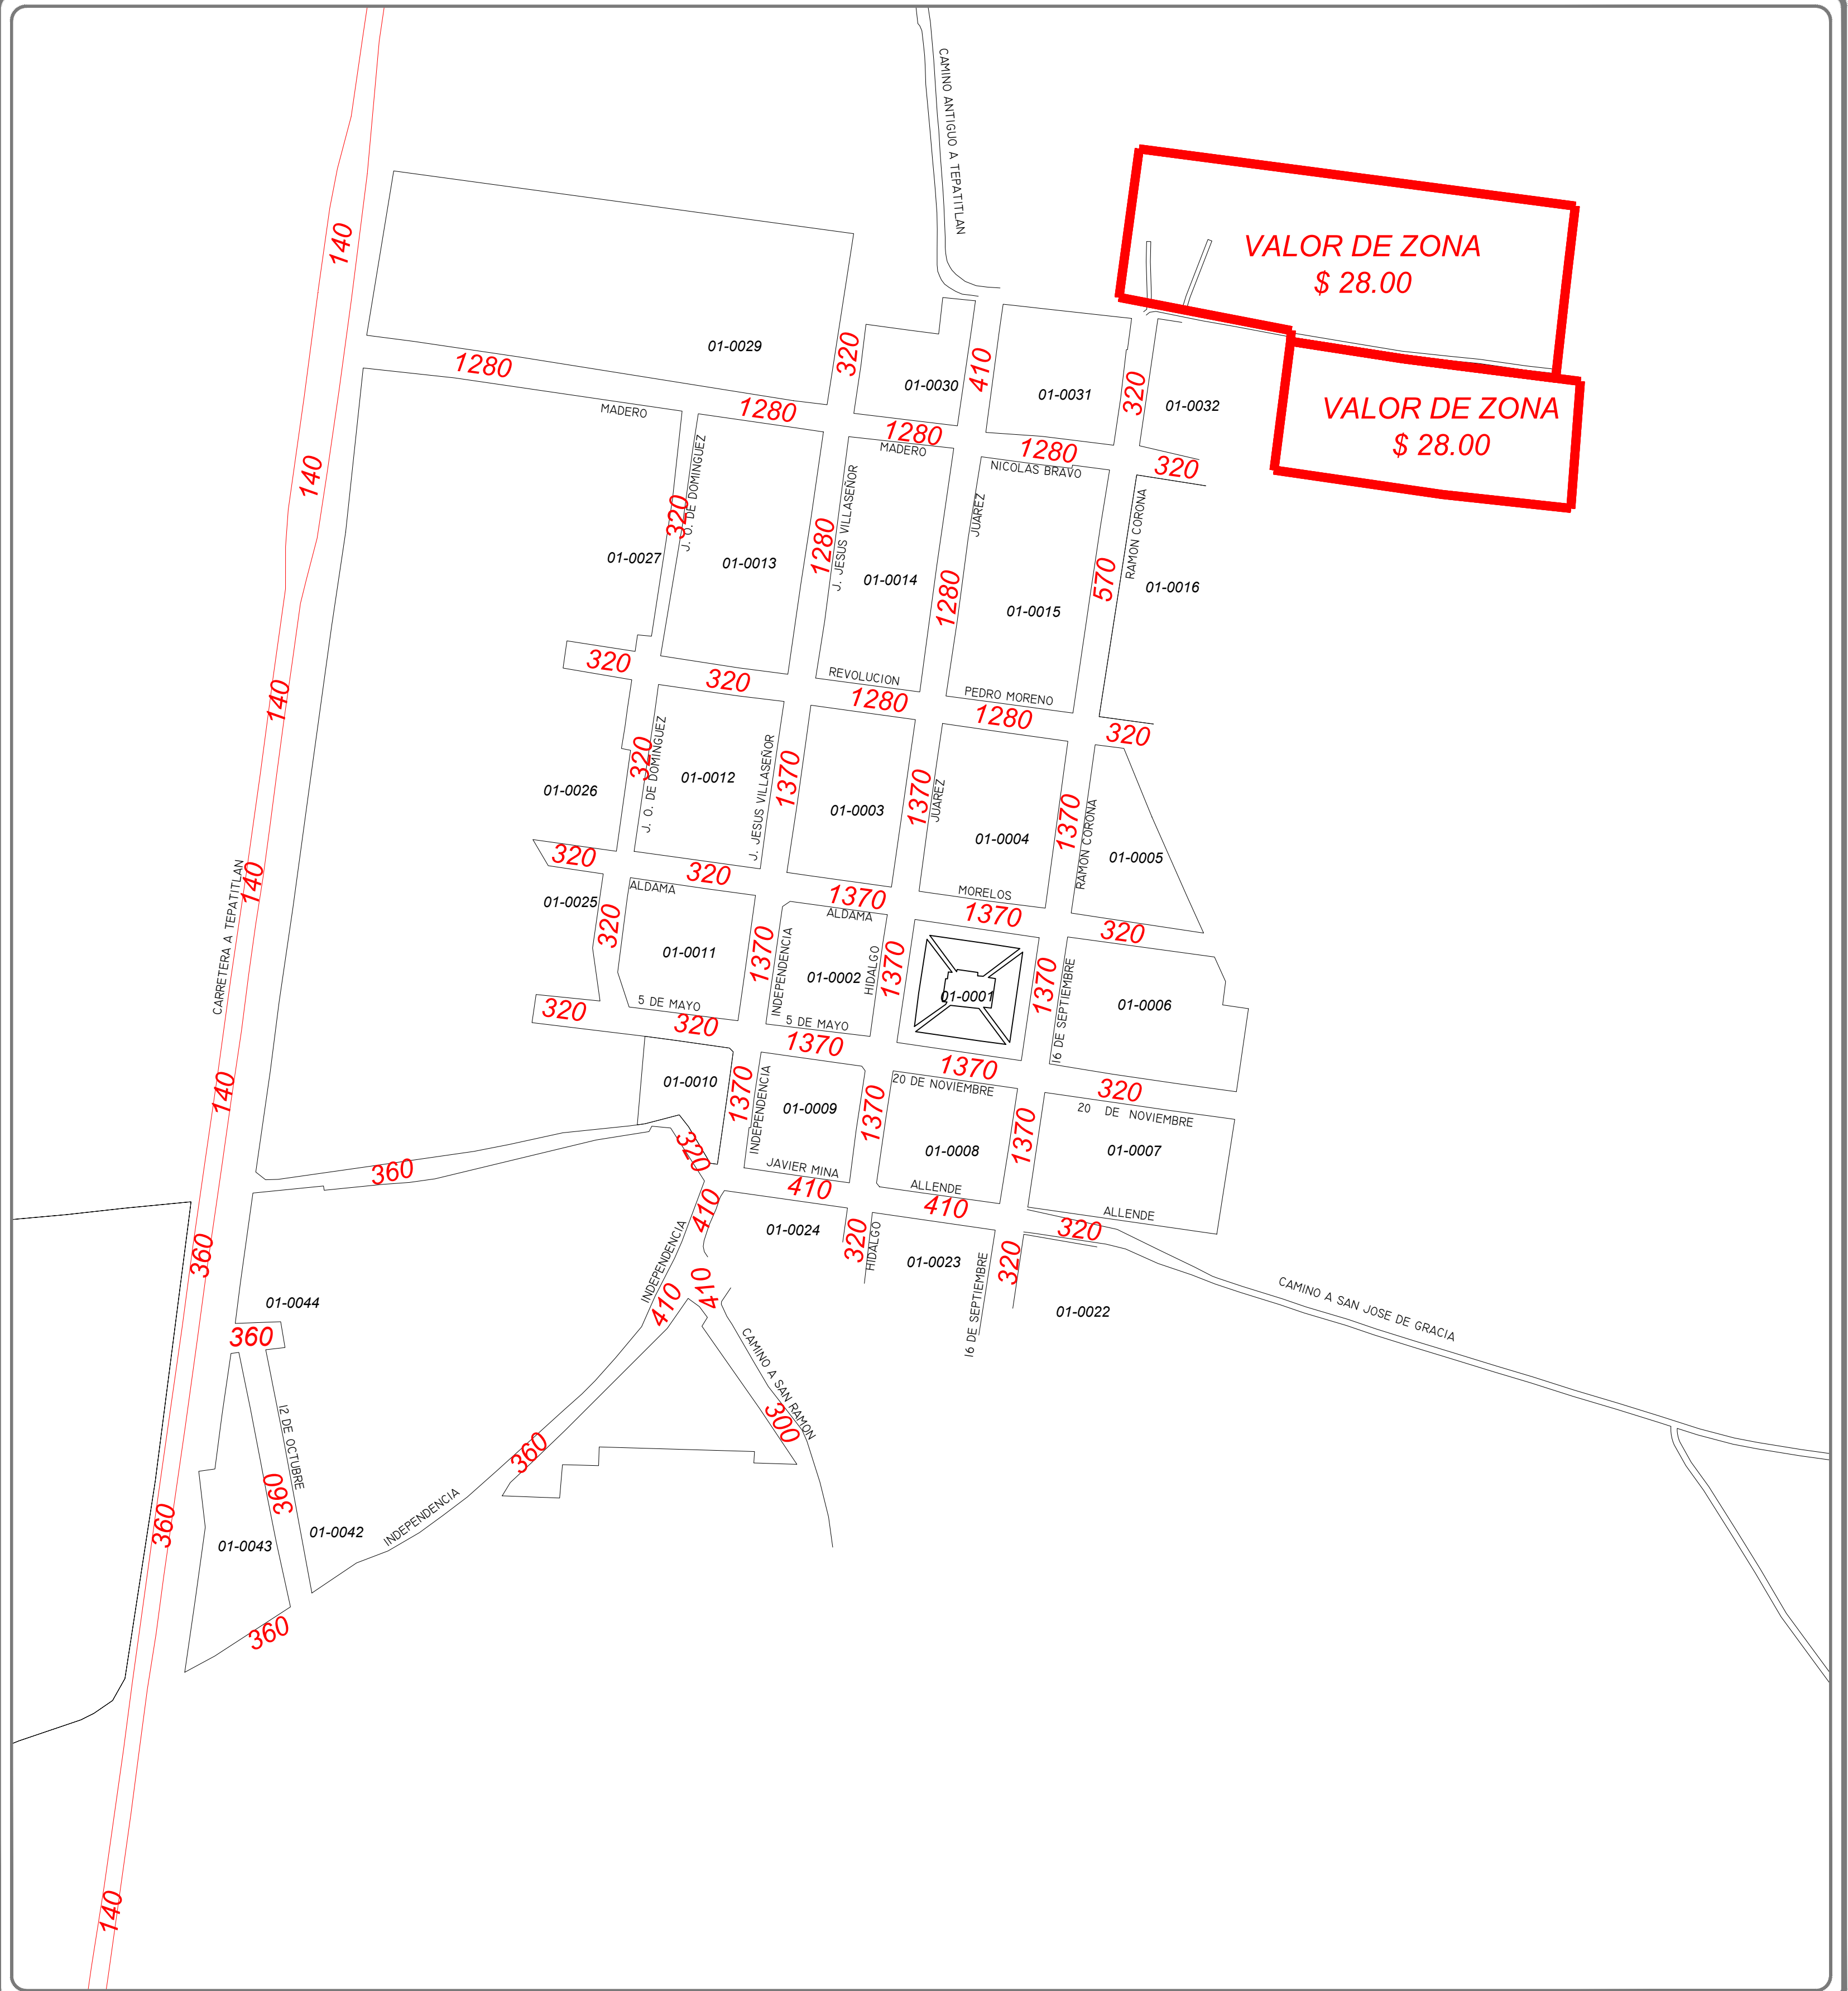 CAMINO ANTIGUO A TEPATITLAN
VALOR DE ZONA
$ 28.00
VALOR DE ZONA
$ 28.00
140
01-0029
320
01-0030
410
01-0031
320
01-0032
1280
MADERO
1280
1280
MADERO
1280
NICOLAS BRAVO
320
140
J. O. DE DOMINGUEZ
320
01-0027
01-0013
1280
J. JESUS VILLASEÑOR
01-0014
JUAREZ
1280
01-0015
570
RAMON CORONA
01-0016
320
320
REVOLUCION
1280
PEDRO MORENO
1280
320
140
320
J. O. DE DOMINGUEZ
01-0026
01-0012
J. JESUS VILLASEÑOR
1370
01-0003
1370
JUAREZ
01-0004
1370
RAMON CORONA
01-0005
320
320
ALDAMA
1370
ALDAMA
MORELOS
1370
320
CARRETERA A TEPATITLAN
140
01-0025
320
01-0011
1370
INDEPENDENCIA
01-0002
HIDALGO
1370
01-0001
1370
16 DE SEPTIEMBRE
01-0006
320
5 DE MAYO
320
5 DE MAYO
1370
1370
20 DE NOVIEMBRE
320
20 DE NOVIEMBRE
140
01-0010
1370
INDEPENDENCIA
01-0009
1370
01-0008
1370
01-0007
320
360
JAVIER MINA
410
ALLENDE
410
ALLENDE
320
360
410
INDEPENDENCIA
01-0024
320
HIDALGO
01-0023
16 DE SEPTIEMBRE
320
01-0022
CAMINO A SAN JOSE DE GRACIA
01-0044
410
410
360
CAMINO A SAN RAMON
300
12 DE OCTUBRE
360
360
INDEPENDENCIA
360
01-0043
01-0042
360
140